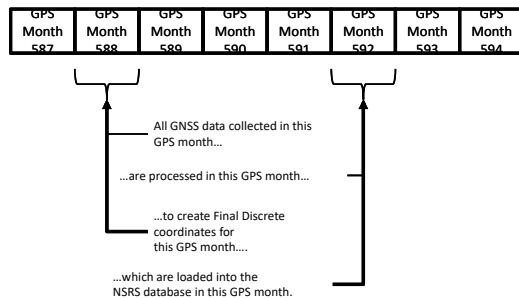 GPS GPS GPS GPS GPS GPS GPS GPS
Month Month Month Month Month Month Month Month
587 588 589 590 591 592 593 594
All GNSS data collected in this
GPS month…
…are processed in this GPS month…
…to create Final Discrete
coordinates for
this GPS month….
…which are loaded into the
NSRS database in this GPS month.